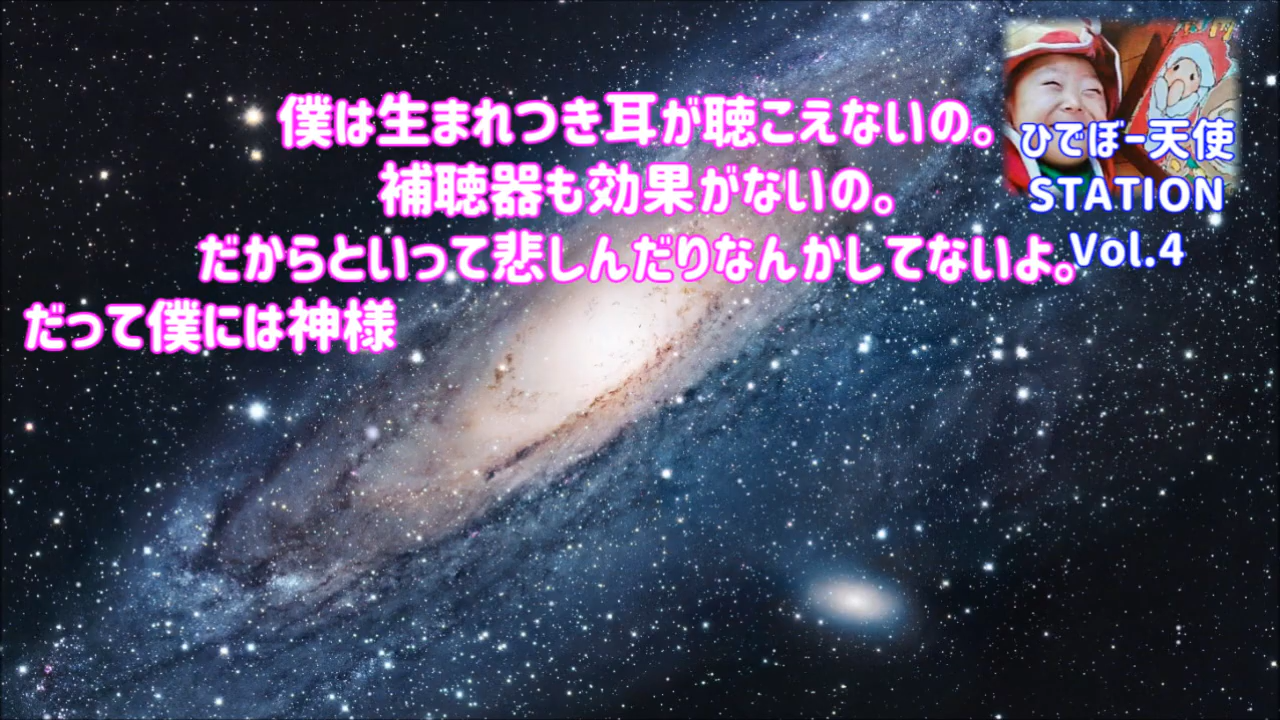 僕は生まれつき耳が聴こえないの。
補聴器も効果がないの。
だからといって悲しんだりなんかしてないよ。
だって僕には神様
ひでぼー天使
STATION
Vol.4